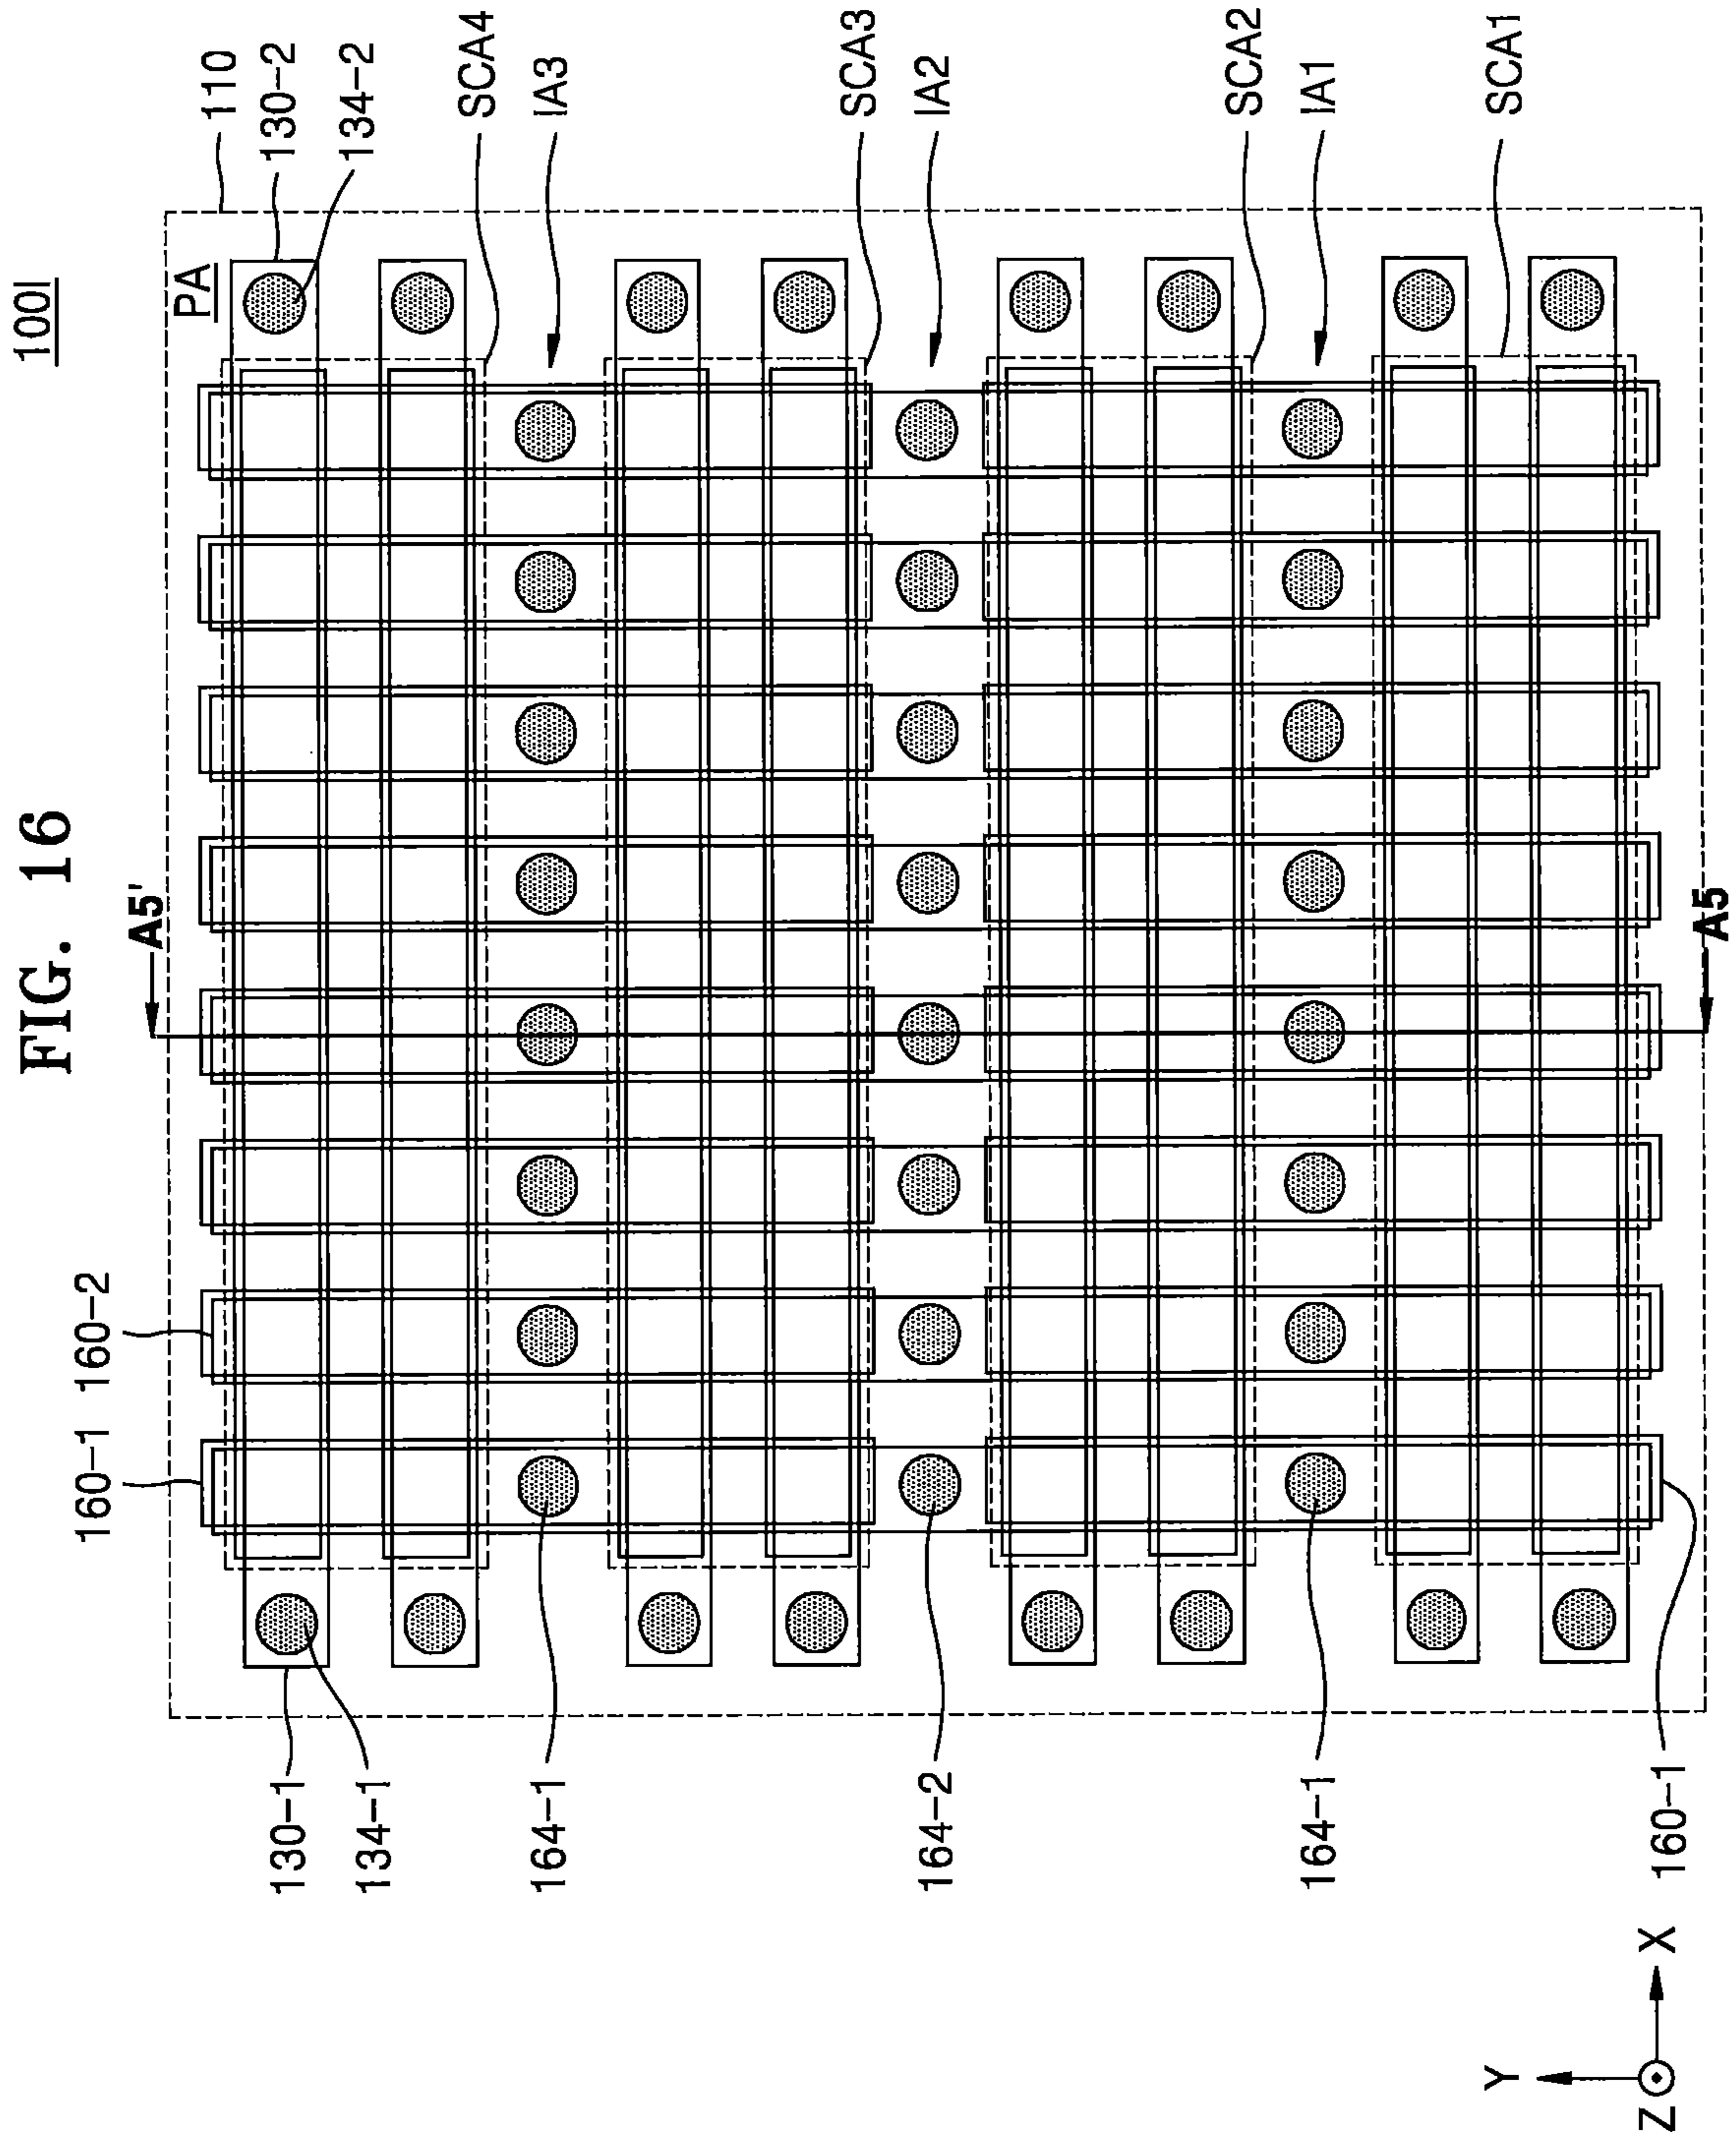 FIG. 16
100I
160-1
160-2
A5'
PA
110
130-2
134-2
SCA4
IA3
SCA3
IA2
SCA2
IA1
SCA1
130-1
134-1
164-1
164-2
164-1
160-1
A5
Y
Z
X